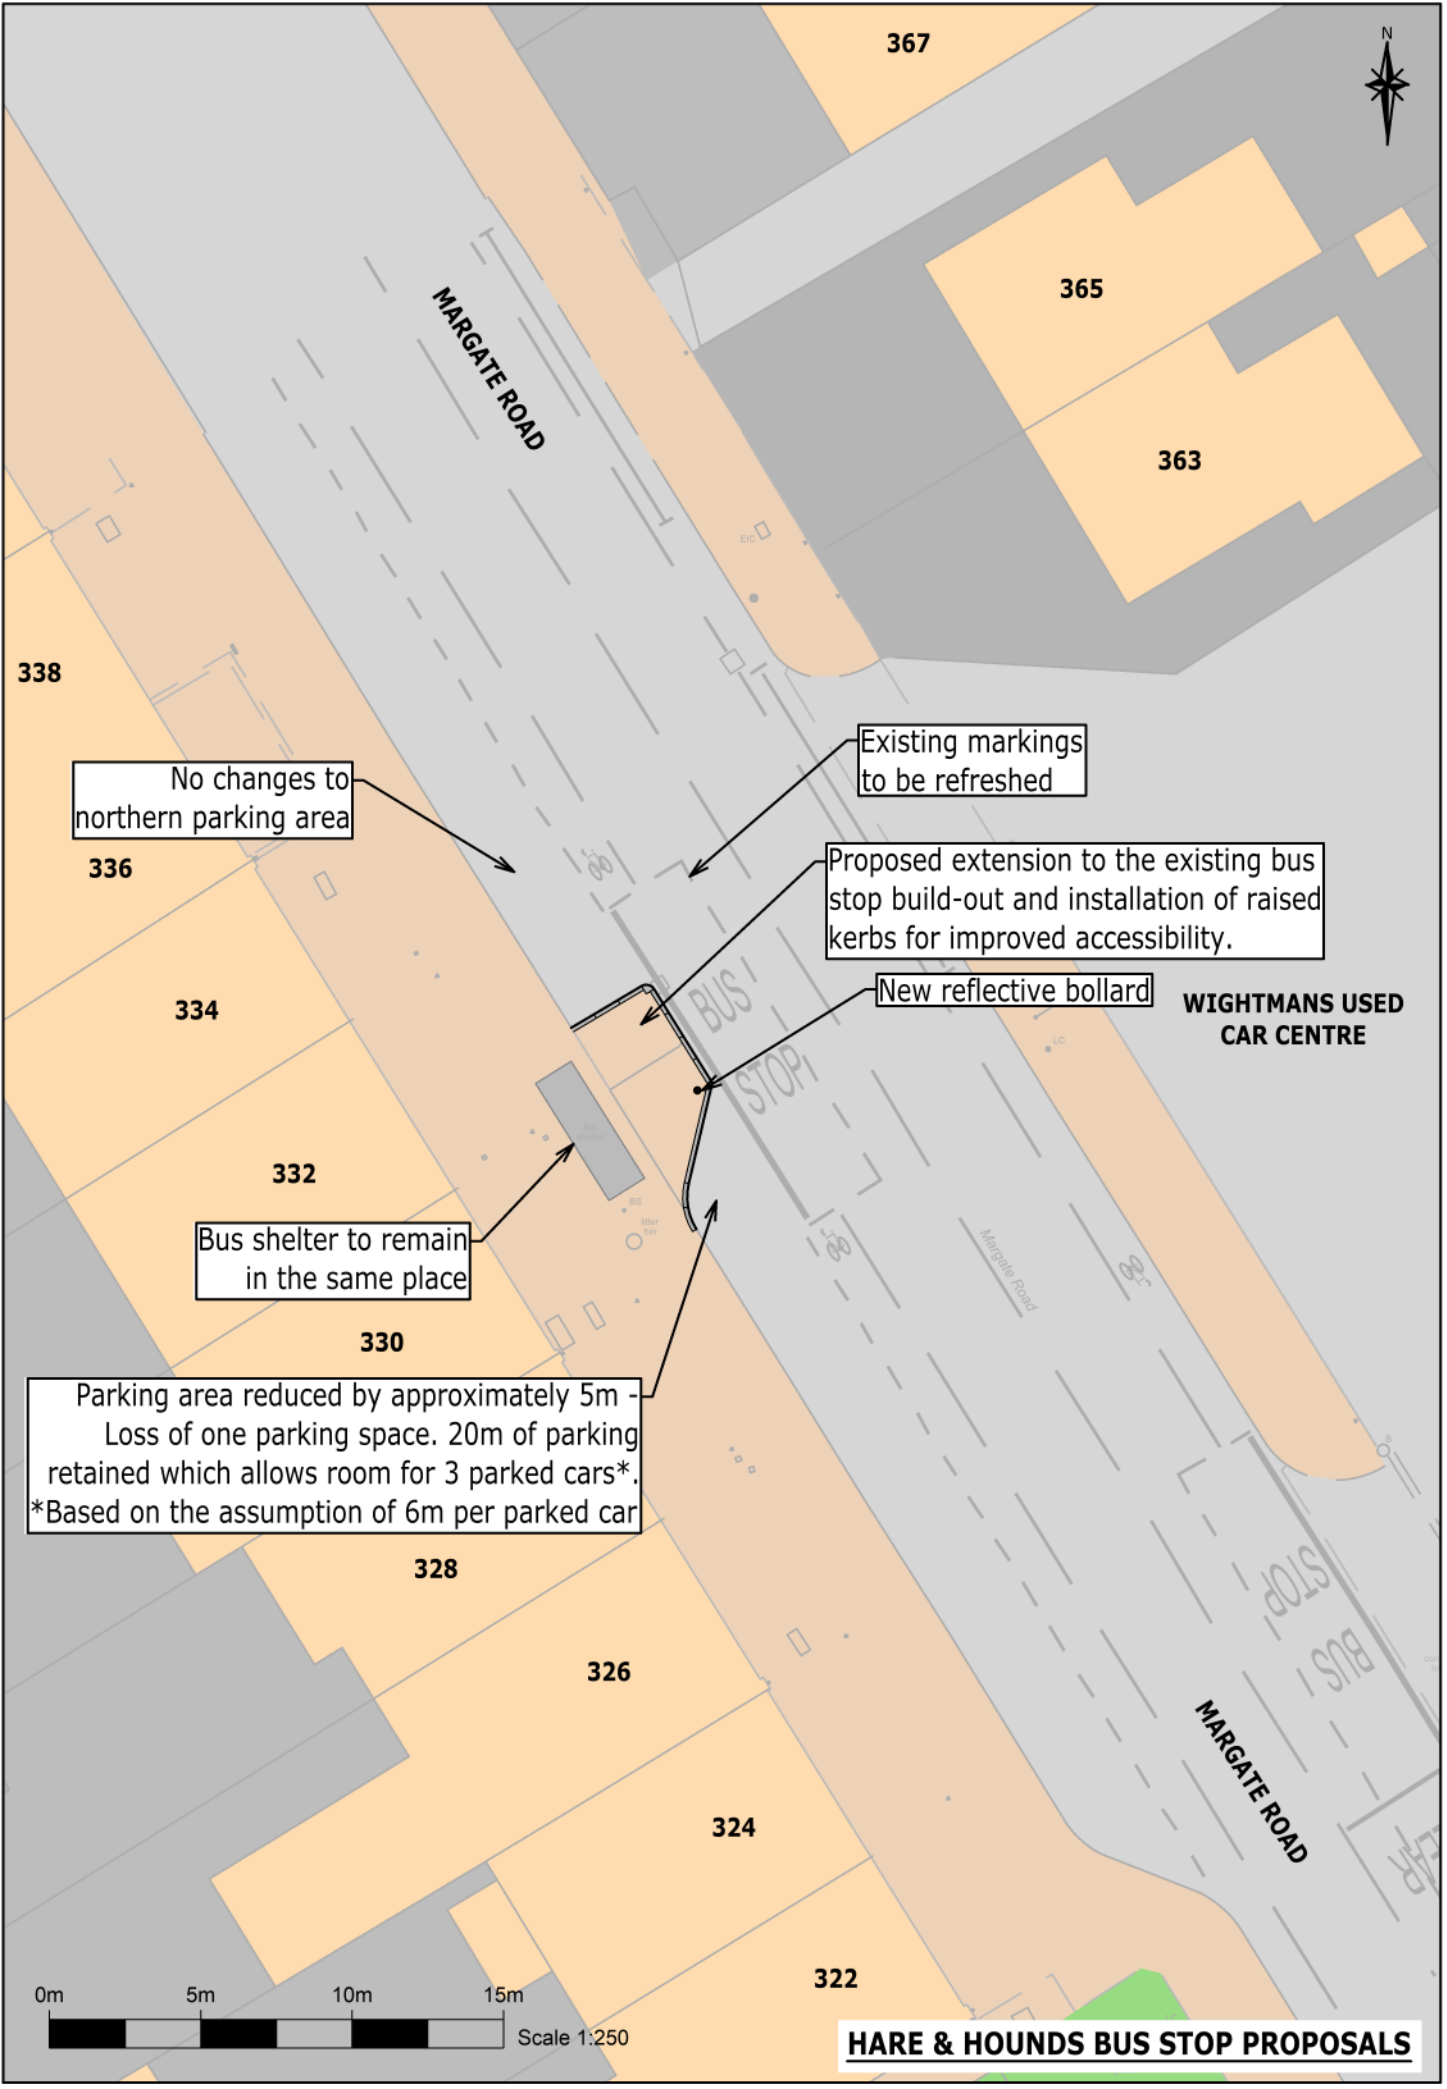 367
N
365
MARGATE ROAD
363
EIC
338
Existing markings
to be refreshed
No changes to
northern parking area
336
Proposed extension to the existing bus
stop build-out and installation of raised
kerbs for improved accessibility.
New reflective bollard
WIGHTMANS USED
CAR CENTRE
334
BUS
STOP
LC
332
BS
litter
bin
Bus shelter to remain
in the same place
Margate Road
330
Parking area reduced by approximately 5m -
Loss of one parking space. 20m of parking
retained which allows room for 3 parked cars*.
*Based on the assumption of 6m per parked car
B
328
STOP
BUS
326
MARGATE ROAD
324
322
0m 5m 10m 15m
Scale 1:250
HARE & HOUNDS BUS STOP PROPOSALS